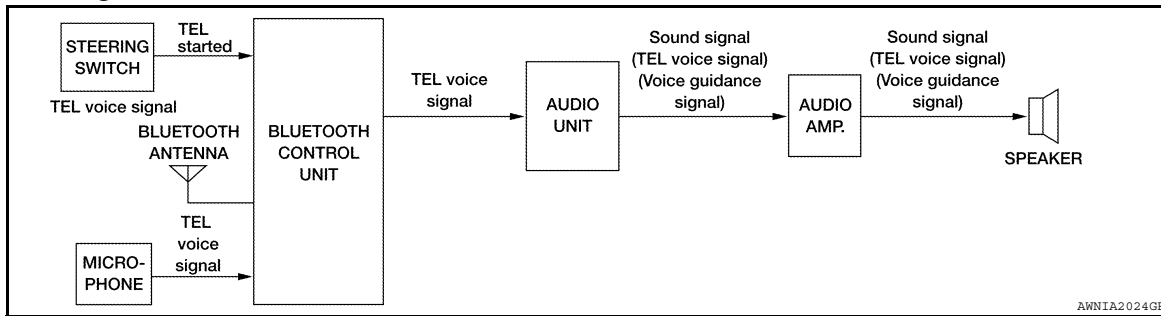 STEERING
SWITCH
TEL
started
TEL voice signal
BLUETOOTH
ANTENNA
MICRO-
PHONE
TEL
voice
signal
BLUETOOTH
CONTROL
UNIT
TEL voice
signal
AUDIO
UNIT
Sound signal
(TEL voice signal)
(Voice guidance
signal)
AUDIO
AMP.
Sound signal
(TEL voice signal)
(Voice guidance
signal)
SPEAKER